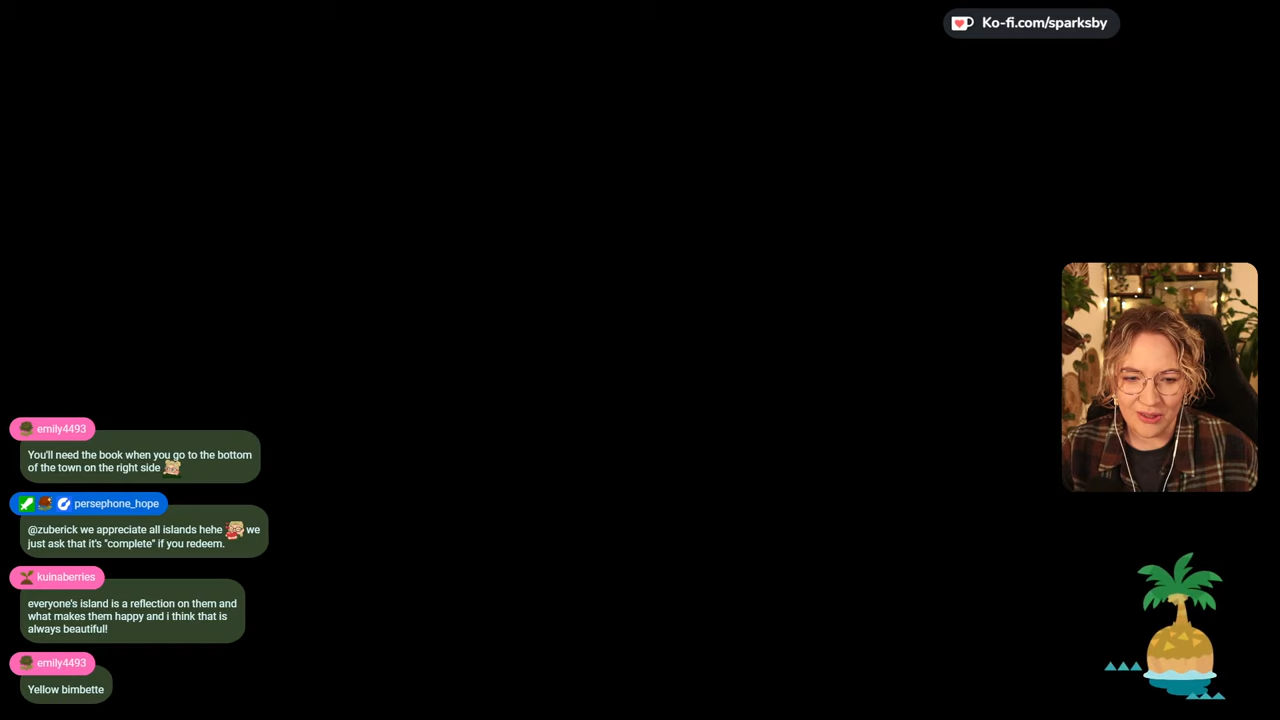 Ko-fi.com/sparksby
emily4493
You'll need the book when you go to the bottom
of the town on the right side
persephone_hope
@zuberick we appreciate all islands hehe we
just ask that it's "complete" if you redeem.
kuinaberries
everyone's island is a reflection on them and
what makes them happy and i think that is
always beautiful!
emily4493
Yellow bimbette